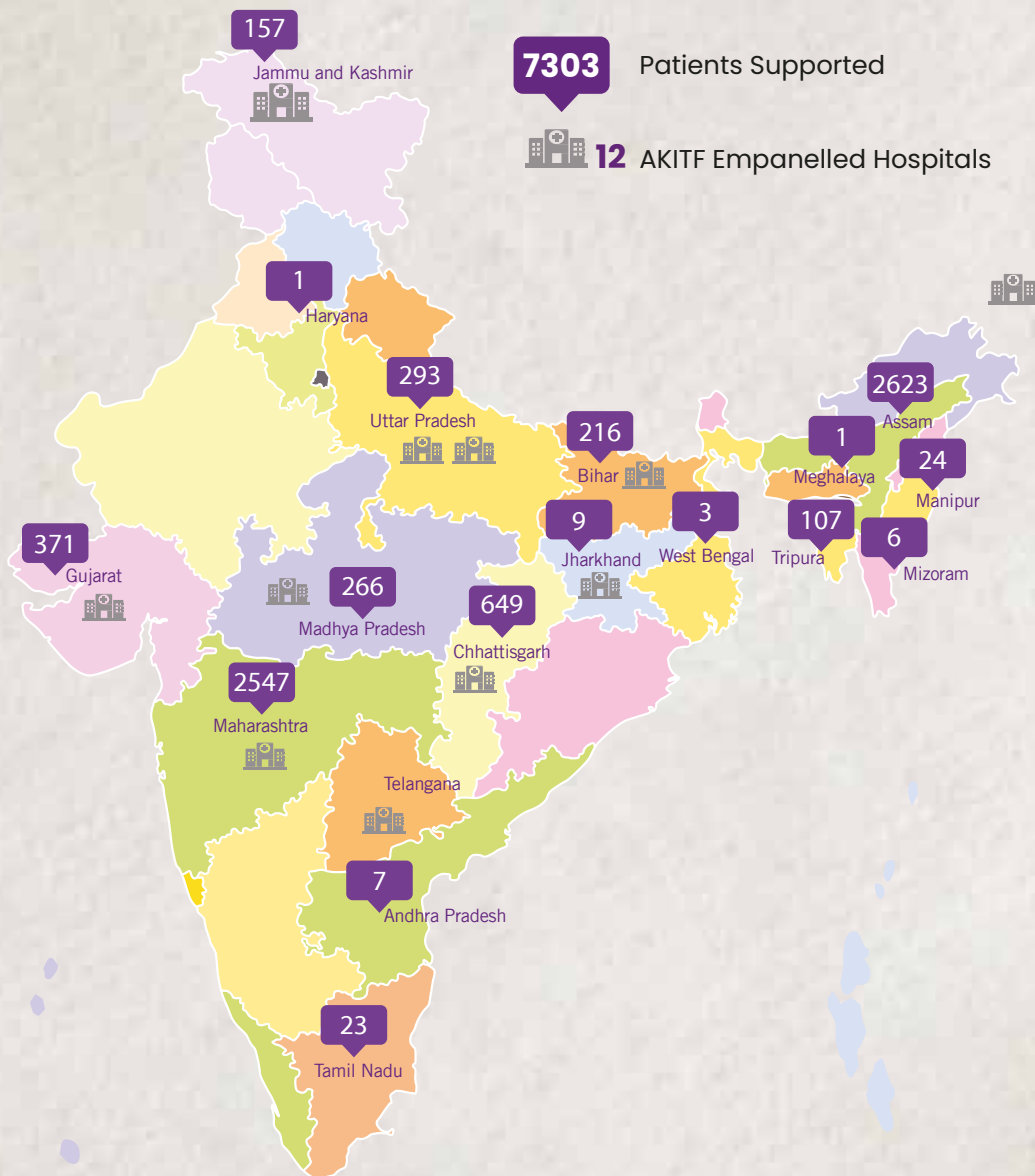 157
Jammu and Kashmir
7303 Patients Supported
12 AKITF Empanelled Hospitals
1
Haryana
293
Uttar Pradesh
216
Bihar
2623
Assam
1
Meghalaya
24
Manipur
9
Jharkhand
3
West Bengal
107
Tripura
6
Mizoram
371
Gujarat
266
Madhya Pradesh
649
Chhattisgarh
2547
Maharashtra
Telangana
7
Andhra Pradesh
23
Tamil Nadu